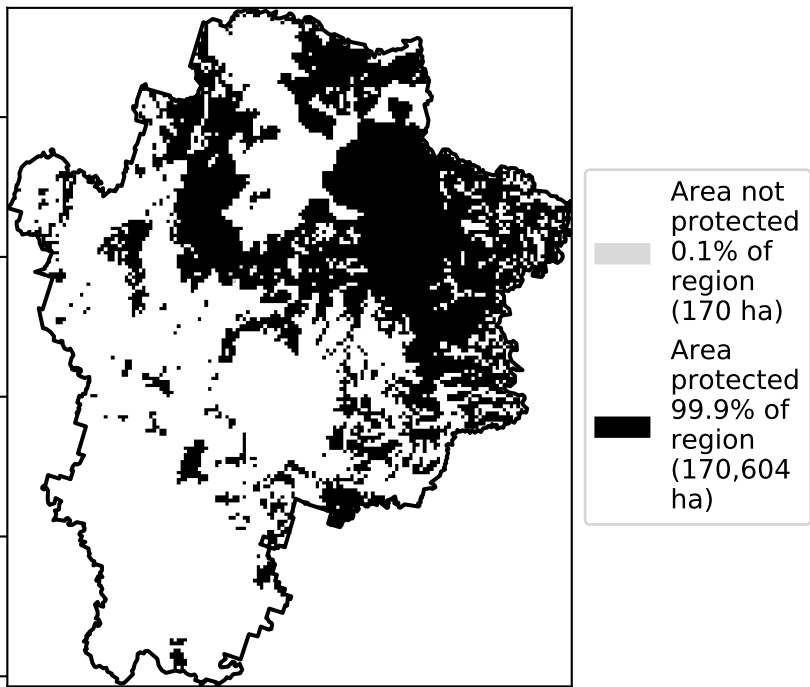 Area not
protected
0.1% of
region
(170 ha)
Area
protected
99.9% of
region
(170,604
ha)